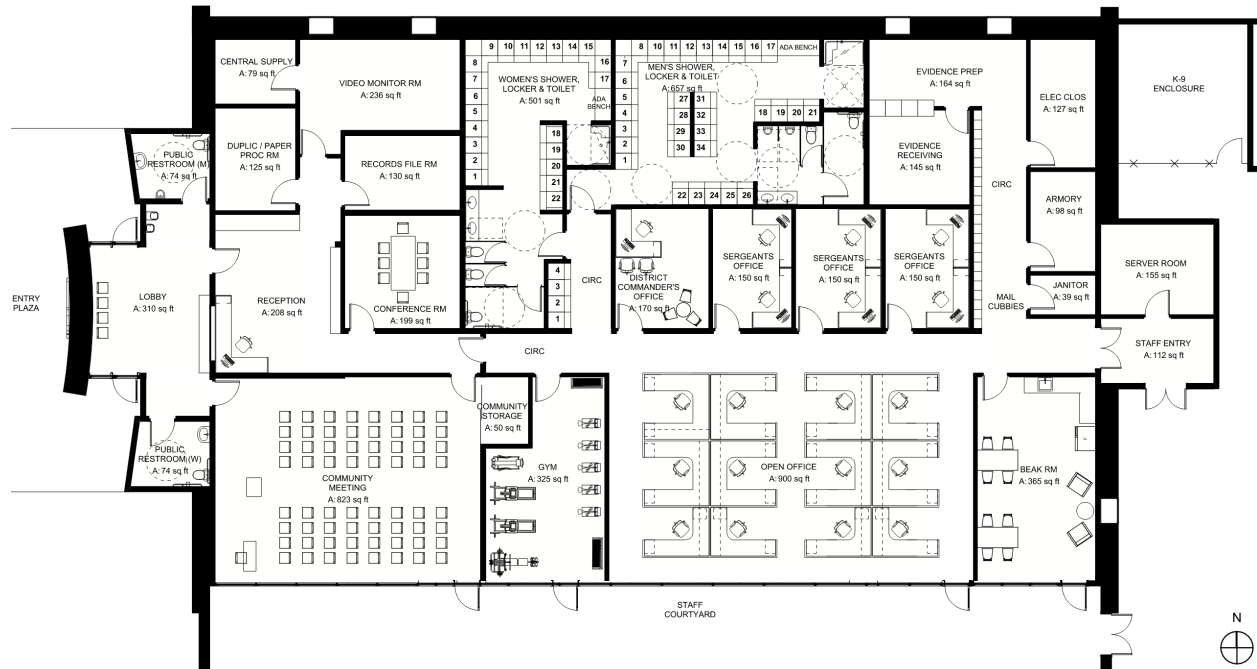 CENTRAL SUPPLY
A: 79 sq ft
VIDEO MONITOR RM
A: 236 sq ft
9 10 11 12 13 14 15
8
7
6
5
4
3
2
1
16
17
WOMEN'S SHOWER,
LOCKER & TOILET
A: 501 sq ft
ADA
BENCH
18
19
20
21
22
8 10 11 12 13 14 15 16 17 ADA BENCH
7
6
5
4
3
2
1
MEN'S SHOWER,
LOCKER & TOILET
A: 657 sq ft
27 31
28 32
29 33
30 34
18 19 20 21
22 23 24 25 26
EVIDENCE PREP
A: 164 sq ft
ELEC CLOS
A: 127 sq ft
K-9
ENCLOSURE
DUPLIC / PAPER
PROC RM
A: 125 sq ft
RECORDS FILE RM
A: 130 sq ft
EVIDENCE
RECEIVING
A: 145 sq ft
PUBLIC
RESTROOM (M)
A: 74 sq ft
CIRC
ARMORY
A: 98 sq ft
ENTRY
PLAZA
LOBBY
A: 310 sq ft
RECEPTION
A: 208 sq ft
CONFERENCE RM
A: 199 sq ft
4
3
2
1
CIRC
DISTRICT
COMMANDER'S
OFFICE
A: 170 sq ft
SERGEANTS
OFFICE
A: 150 sq ft
SERGEANTS
OFFICE
A: 150 sq ft
SERGEANTS
OFFICE
A: 150 sq ft
MAIL
CUBBIES
JANITOR
A: 39 sq ft
SERVER ROOM
A: 155 sq ft
CIRC
STAFF ENTRY
A: 112 sq ft
PUBLIC
RESTROOM (W)
A: 74 sq ft
COMMUNITY
MEETING
A: 823 sq ft
COMMUNITY
STORAGE
A: 50 sq ft
GYM
A: 325 sq ft
OPEN OFFICE
A: 900 sq ft
BEAK RM
A: 365 sq ft
STAFF
COURTYARD
N